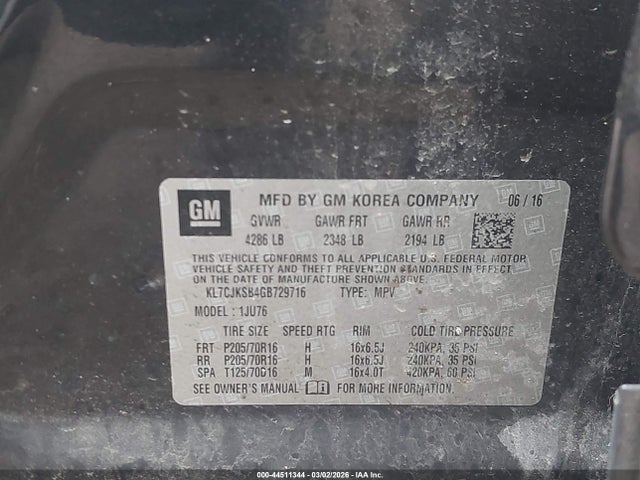 GM
MFD BY GM KOREA COMPANY 06 / 16
GVWR GAWR FRT GAWR RR
4286 LB 2348 LB 2194 LB
THIS VEHICLE CONFORMS TO ALL APPLICABLE U.S. FEDERAL MOTOR
VEHICLE SAFETY AND THEFT PREVENTION STANDARDS IN EFFECT
ON THE DATE OF MANUFACTURE SHOWN ABOVE.
KL7CJKSB4GB729716 TYPE: MPV
MODEL : 1JU76
TIRE SIZE SPEED RTG RIM COLD TIRE PRESSURE
FRT P205/70R16 H 16x6.5J 240KPA, 35 PSI
RR P205/70R16 H 16x6.5J 240KPA, 35 PSI
SPA T125/70D16 M 16x4.0T 420KPA, 60 PSI
SEE OWNER'S MANUAL FOR MORE INFORMATION
000-44511344 - 03/02/2026 - IAA Inc.